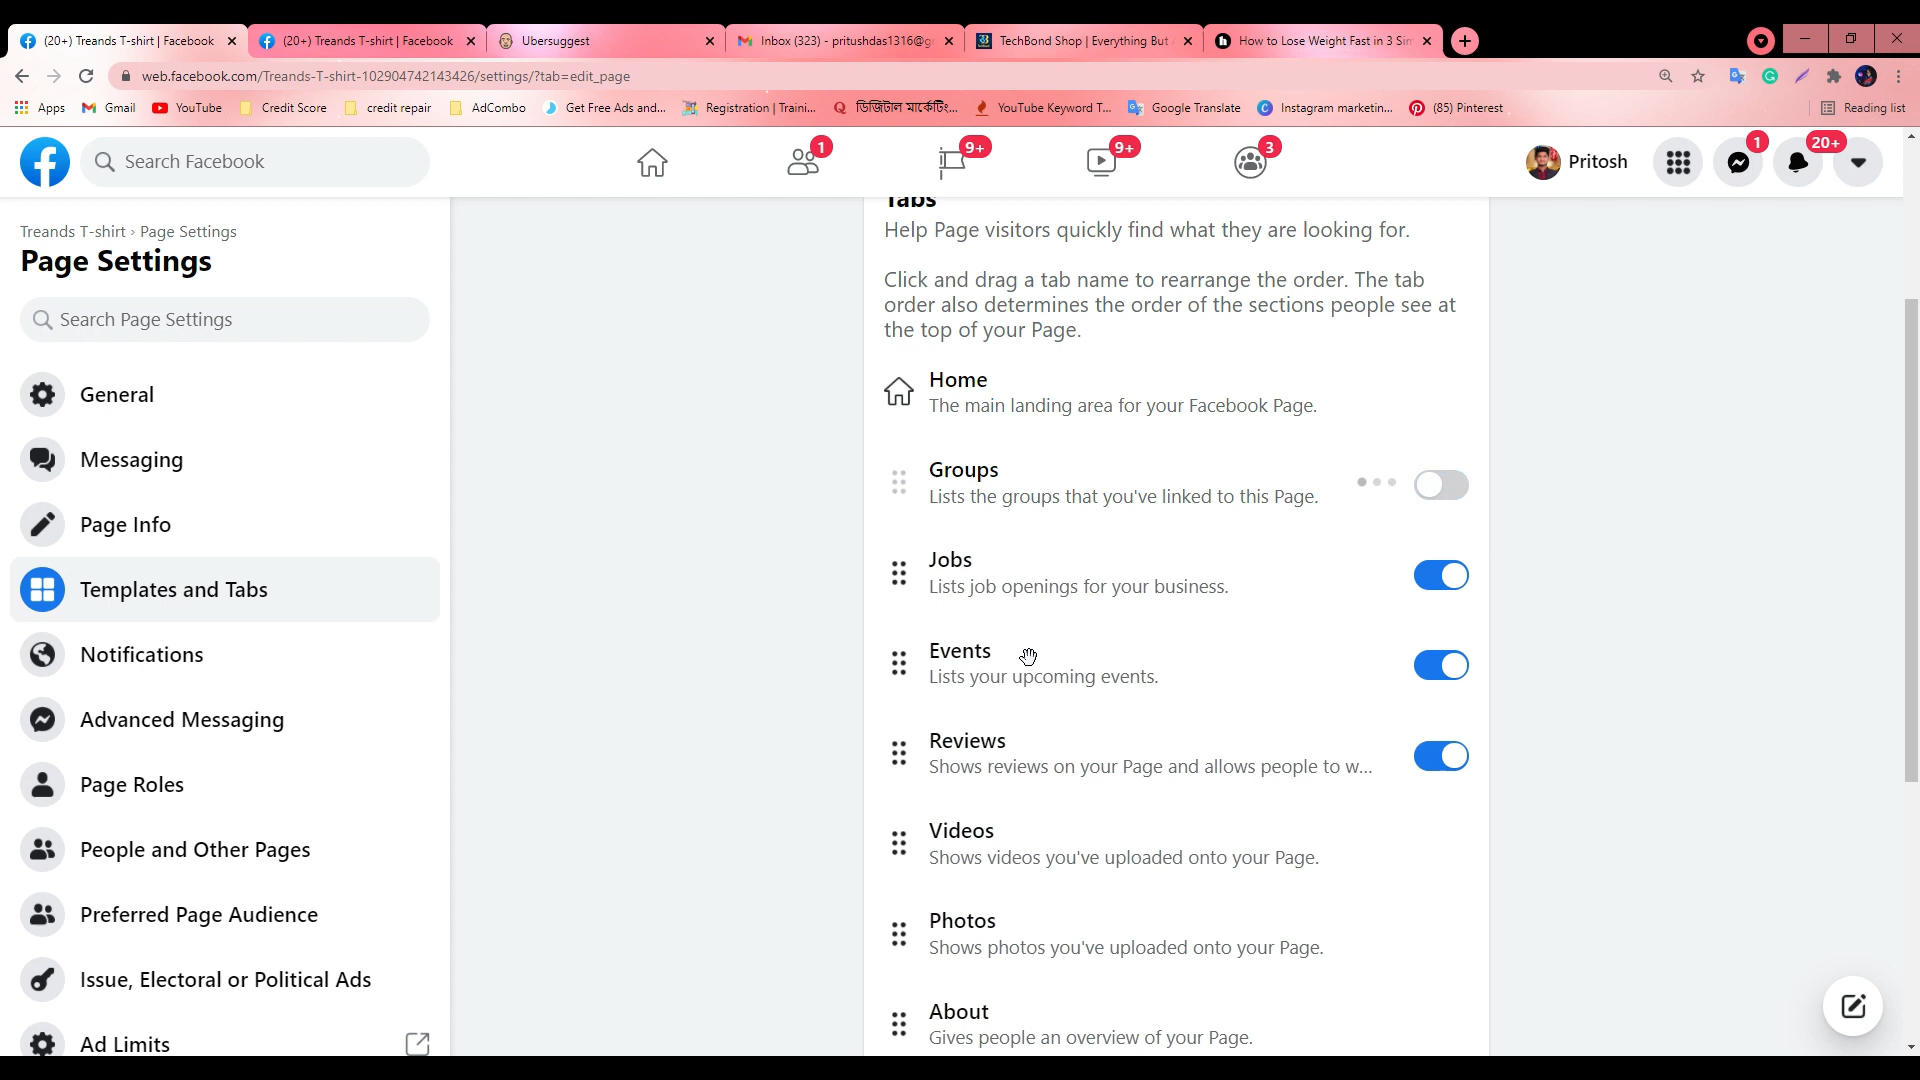 (20+) Treands T-shirt | Facebook
(20+) Treands T-shirt | Facebook
Ubersuggest
Inbox (323) - pritushdas1316@g
TechBond Shop | Everything But
How to Lose Weight Fast in 3 Sim
web.facebook.com/Treands-T-shirt-102904742143426/settings/?tab=edit_page
Apps
Gmail
YouTube
Credit Score
credit repair
AdCombo
Get Free Ads and...
Registration | Traini...
ডিজিটাল মার্কেটিং...
YouTube Keyword T...
Google Translate
Instagram marketin...
(85) Pinterest
Reading list
Search Facebook
1
9+
9+
3
Pritosh
1
20+
Treands T-shirt › Page Settings
Page Settings
Search Page Settings
General
Messaging
Page Info
Templates and Tabs
Notifications
Advanced Messaging
Page Roles
People and Other Pages
Preferred Page Audience
Issue, Electoral or Political Ads
Ad Limits
Tabs
Help Page visitors quickly find what they are looking for.
Click and drag a tab name to rearrange the order. The tab
order also determines the order of the sections people see at
the top of your Page.
Home
The main landing area for your Facebook Page.
Groups
Lists the groups that you've linked to this Page.
Jobs
Lists job openings for your business.
Events
Lists your upcoming events.
Reviews
Shows reviews on your Page and allows people to w...
Videos
Shows videos you've uploaded onto your Page.
Photos
Shows photos you've uploaded onto your Page.
About
Gives people an overview of your Page.